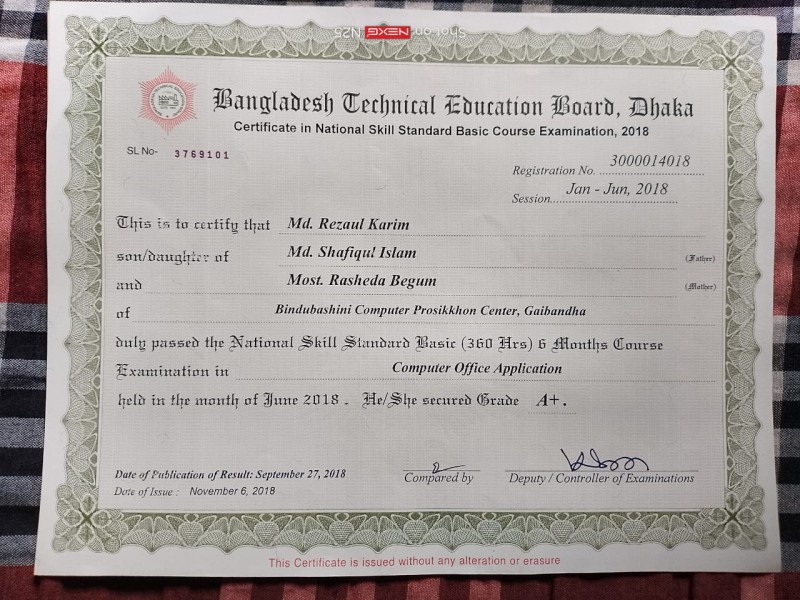 Shot on NEXG N25
Bangladesh Technical Education Board, Dhaka
Certificate in National Skill Standard Basic Course Examination, 2018
SL No- 3769101
Registration No. 3000014018
Session Jan - Jun, 2018
This is to certify that Md. Rezaul Karim
son/daughter of Md. Shafiqul Islam (Father)
and Most. Rasheda Begum (Mother)
of Bindubashini Computer Prosikkhon Center, Gaibandha
duly passed the National Skill Standard Basic (360 Hrs) 6 Months Course
Examination in Computer Office Application
held in the month of June 2018. He/She secured Grade A+.
Date of Publication of Result: September 27, 2018
Date of Issue : November 6, 2018
Compared by
Deputy / Controller of Examinations
This Certificate is issued without any alteration or erasure